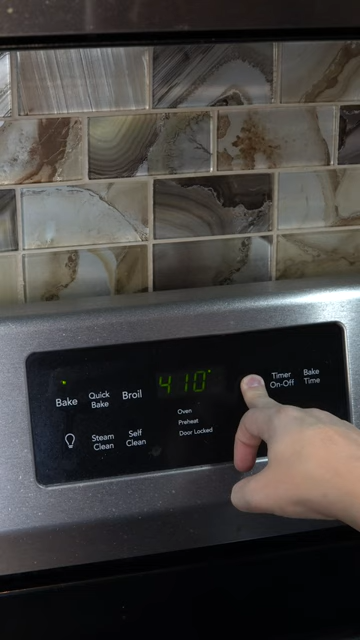 Bake
Quick
Bake
Broil
410°
Timer
On-Off
Bake
Time
Steam
Clean
Self
Clean
Oven
Preheat
Door Locked